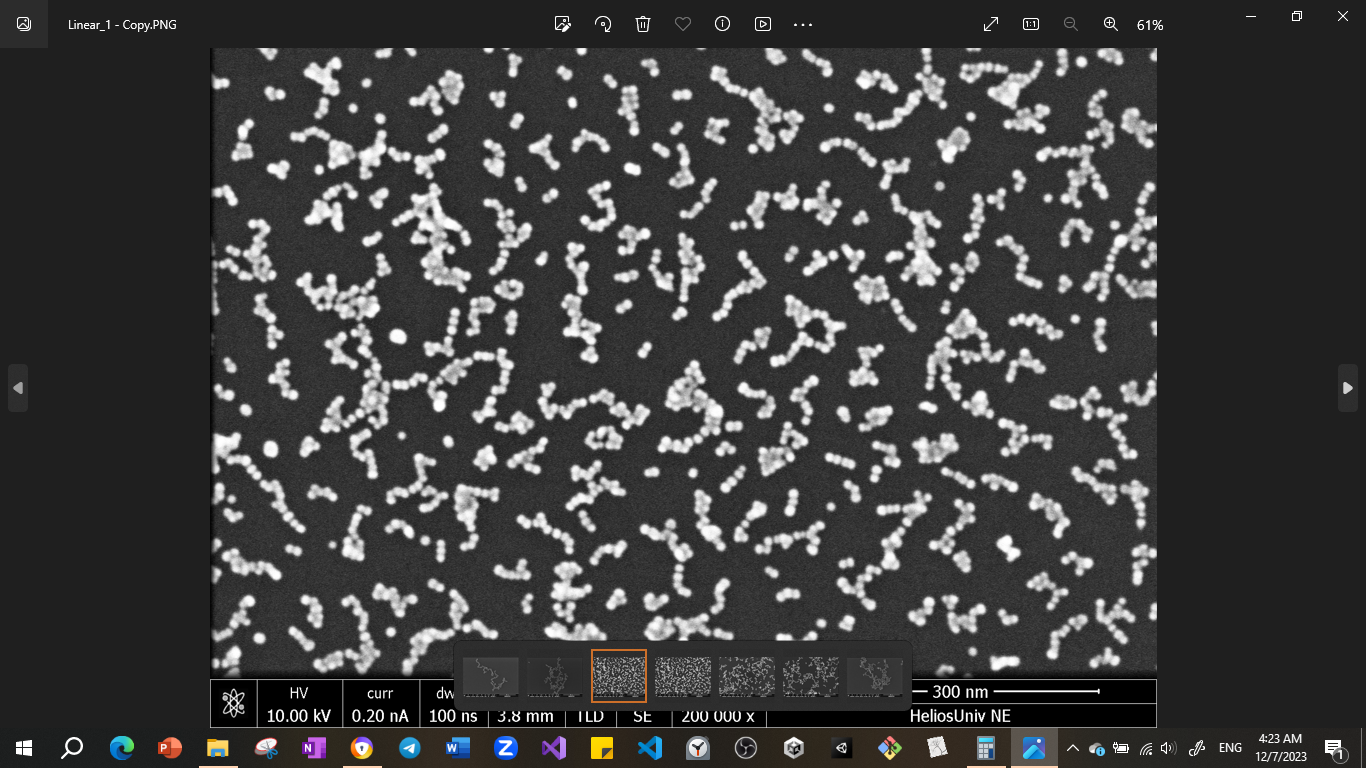 Linear_1 - Copy.PNG
61%
HV
curr
10.00 kV
0.20 nA
100 ns
3.8 mm
TLD
SE
200 000 x
300 nm
HeliosUniv NE
ENG
4:23 AM
12/7/2023
1